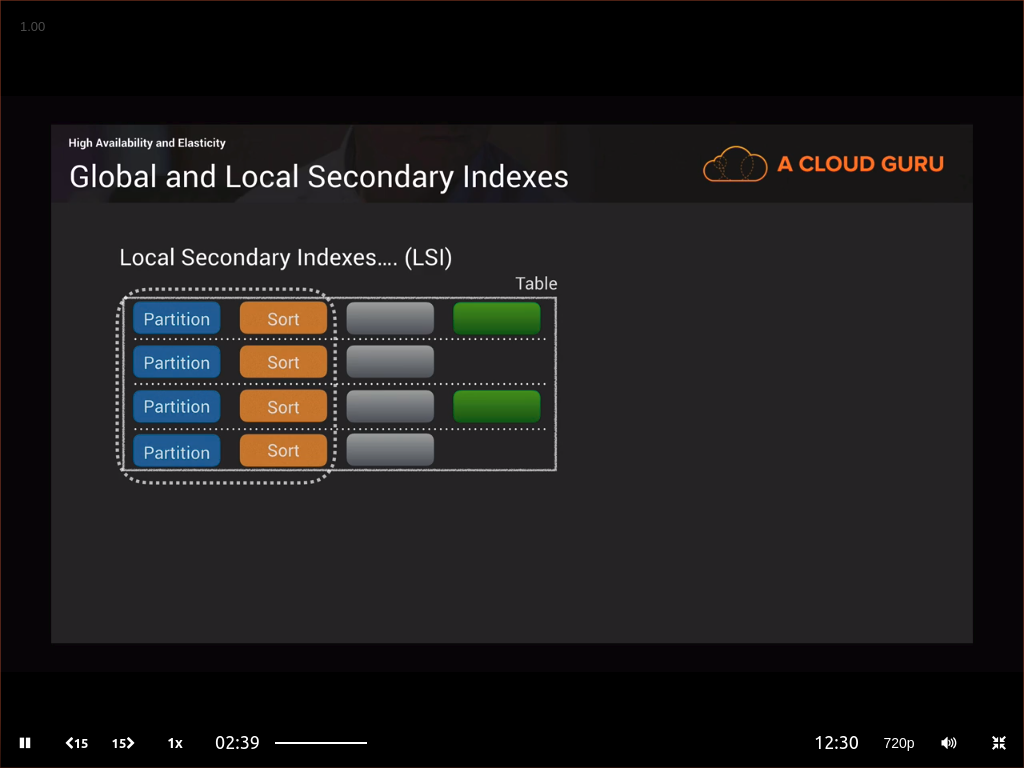 1.00
High Availability and Elasticity
Global and Local Secondary Indexes
A CLOUD GURU
Local Secondary Indexes.... (LSI)
Table
Partition Sort
Partition Sort
Partition Sort
Partition Sort
15 15 1x 02:39 12:30 720p